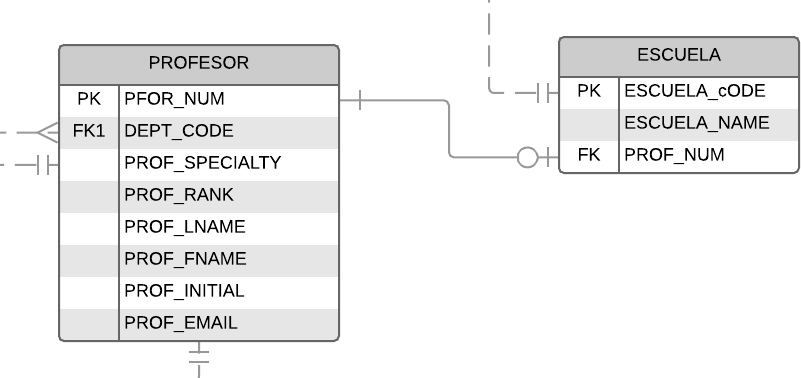 PROFESOR
PK PFOR_NUM
FK1 DEPT_CODE
PROF_SPECIALTY
PROF_RANK
PROF_LNAME
PROF_FNAME
PROF_INITIAL
PROF_EMAIL
ESCUELA
PK ESCUELA_cODE
ESCUELA_NAME
FK PROF_NUM